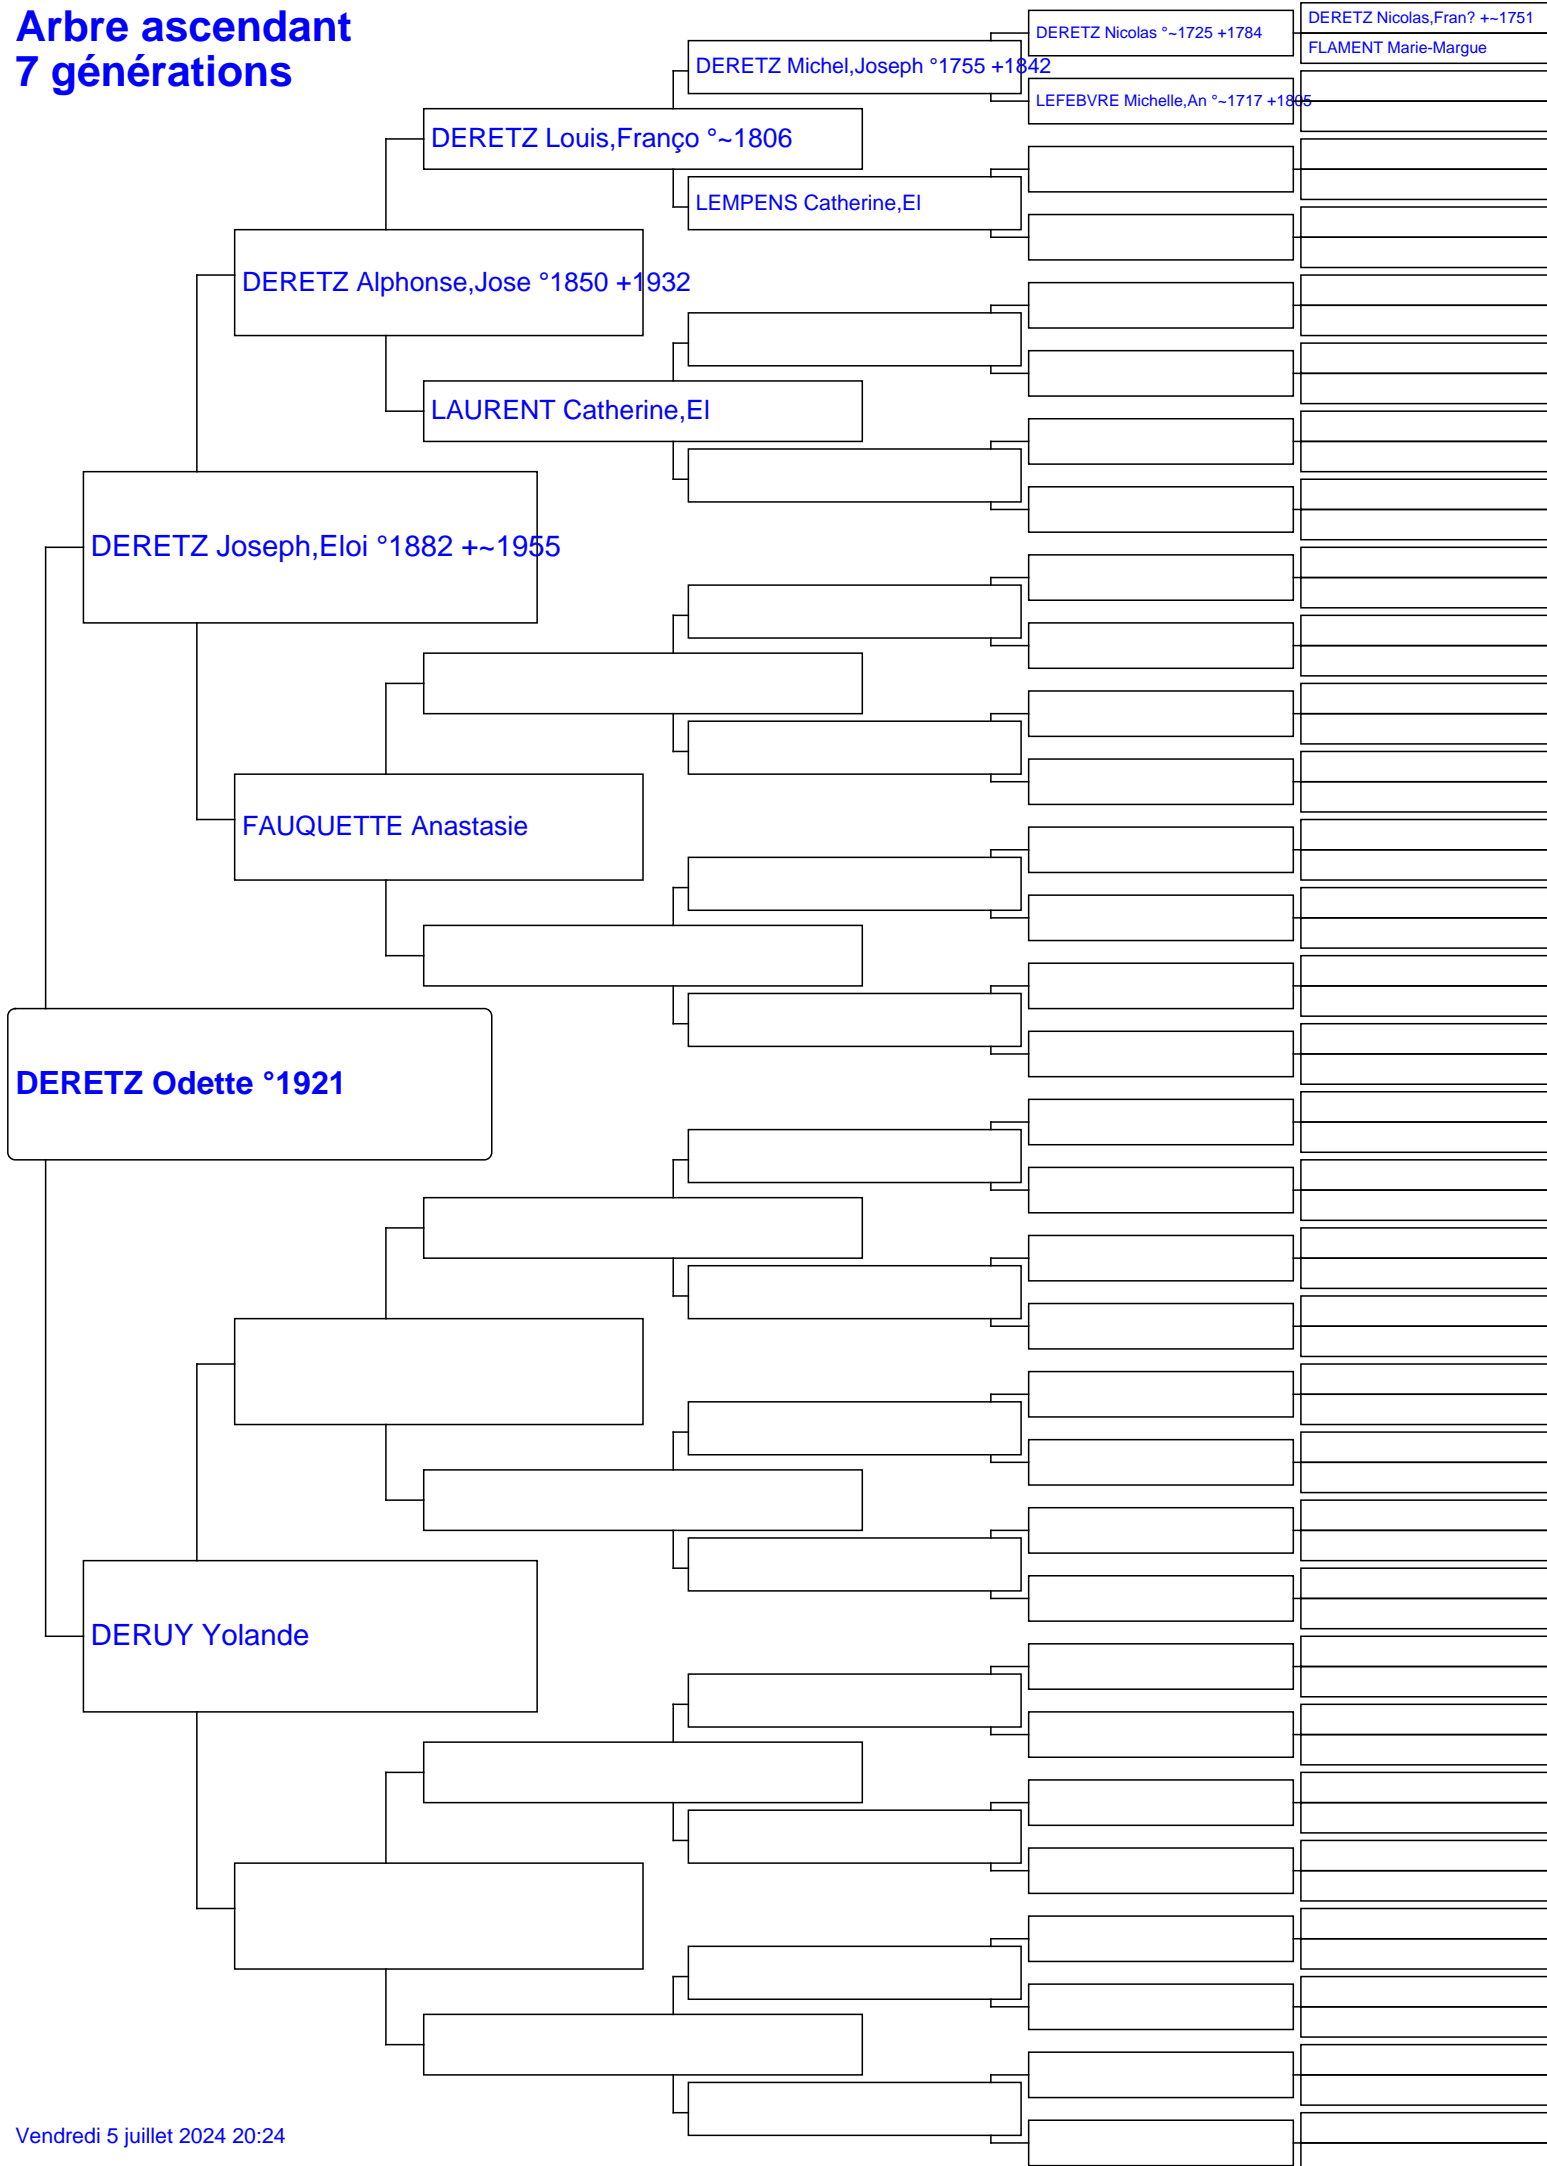 Arbre ascendant
7 générations
DERETZ Nicolas,Fran? +~1751
FLAMENT Marie-Margue
DERETZ Nicolas °~1725 +1784
DERETZ Michel,Joseph °1755 +1842
LEFEBVRE Michelle,An °~1717 +1805
DERETZ Louis,Franço °~1806
LEMPENS Catherine,El
DERETZ Alphonse,Jose °1850 +1932
LAURENT Catherine,El
DERETZ Joseph,Eloi °1882 +~1955
FAUQUETTE Anastasie
DERETZ Odette °1921
DERUY Yolande
Vendredi 5 juillet 2024 20:24